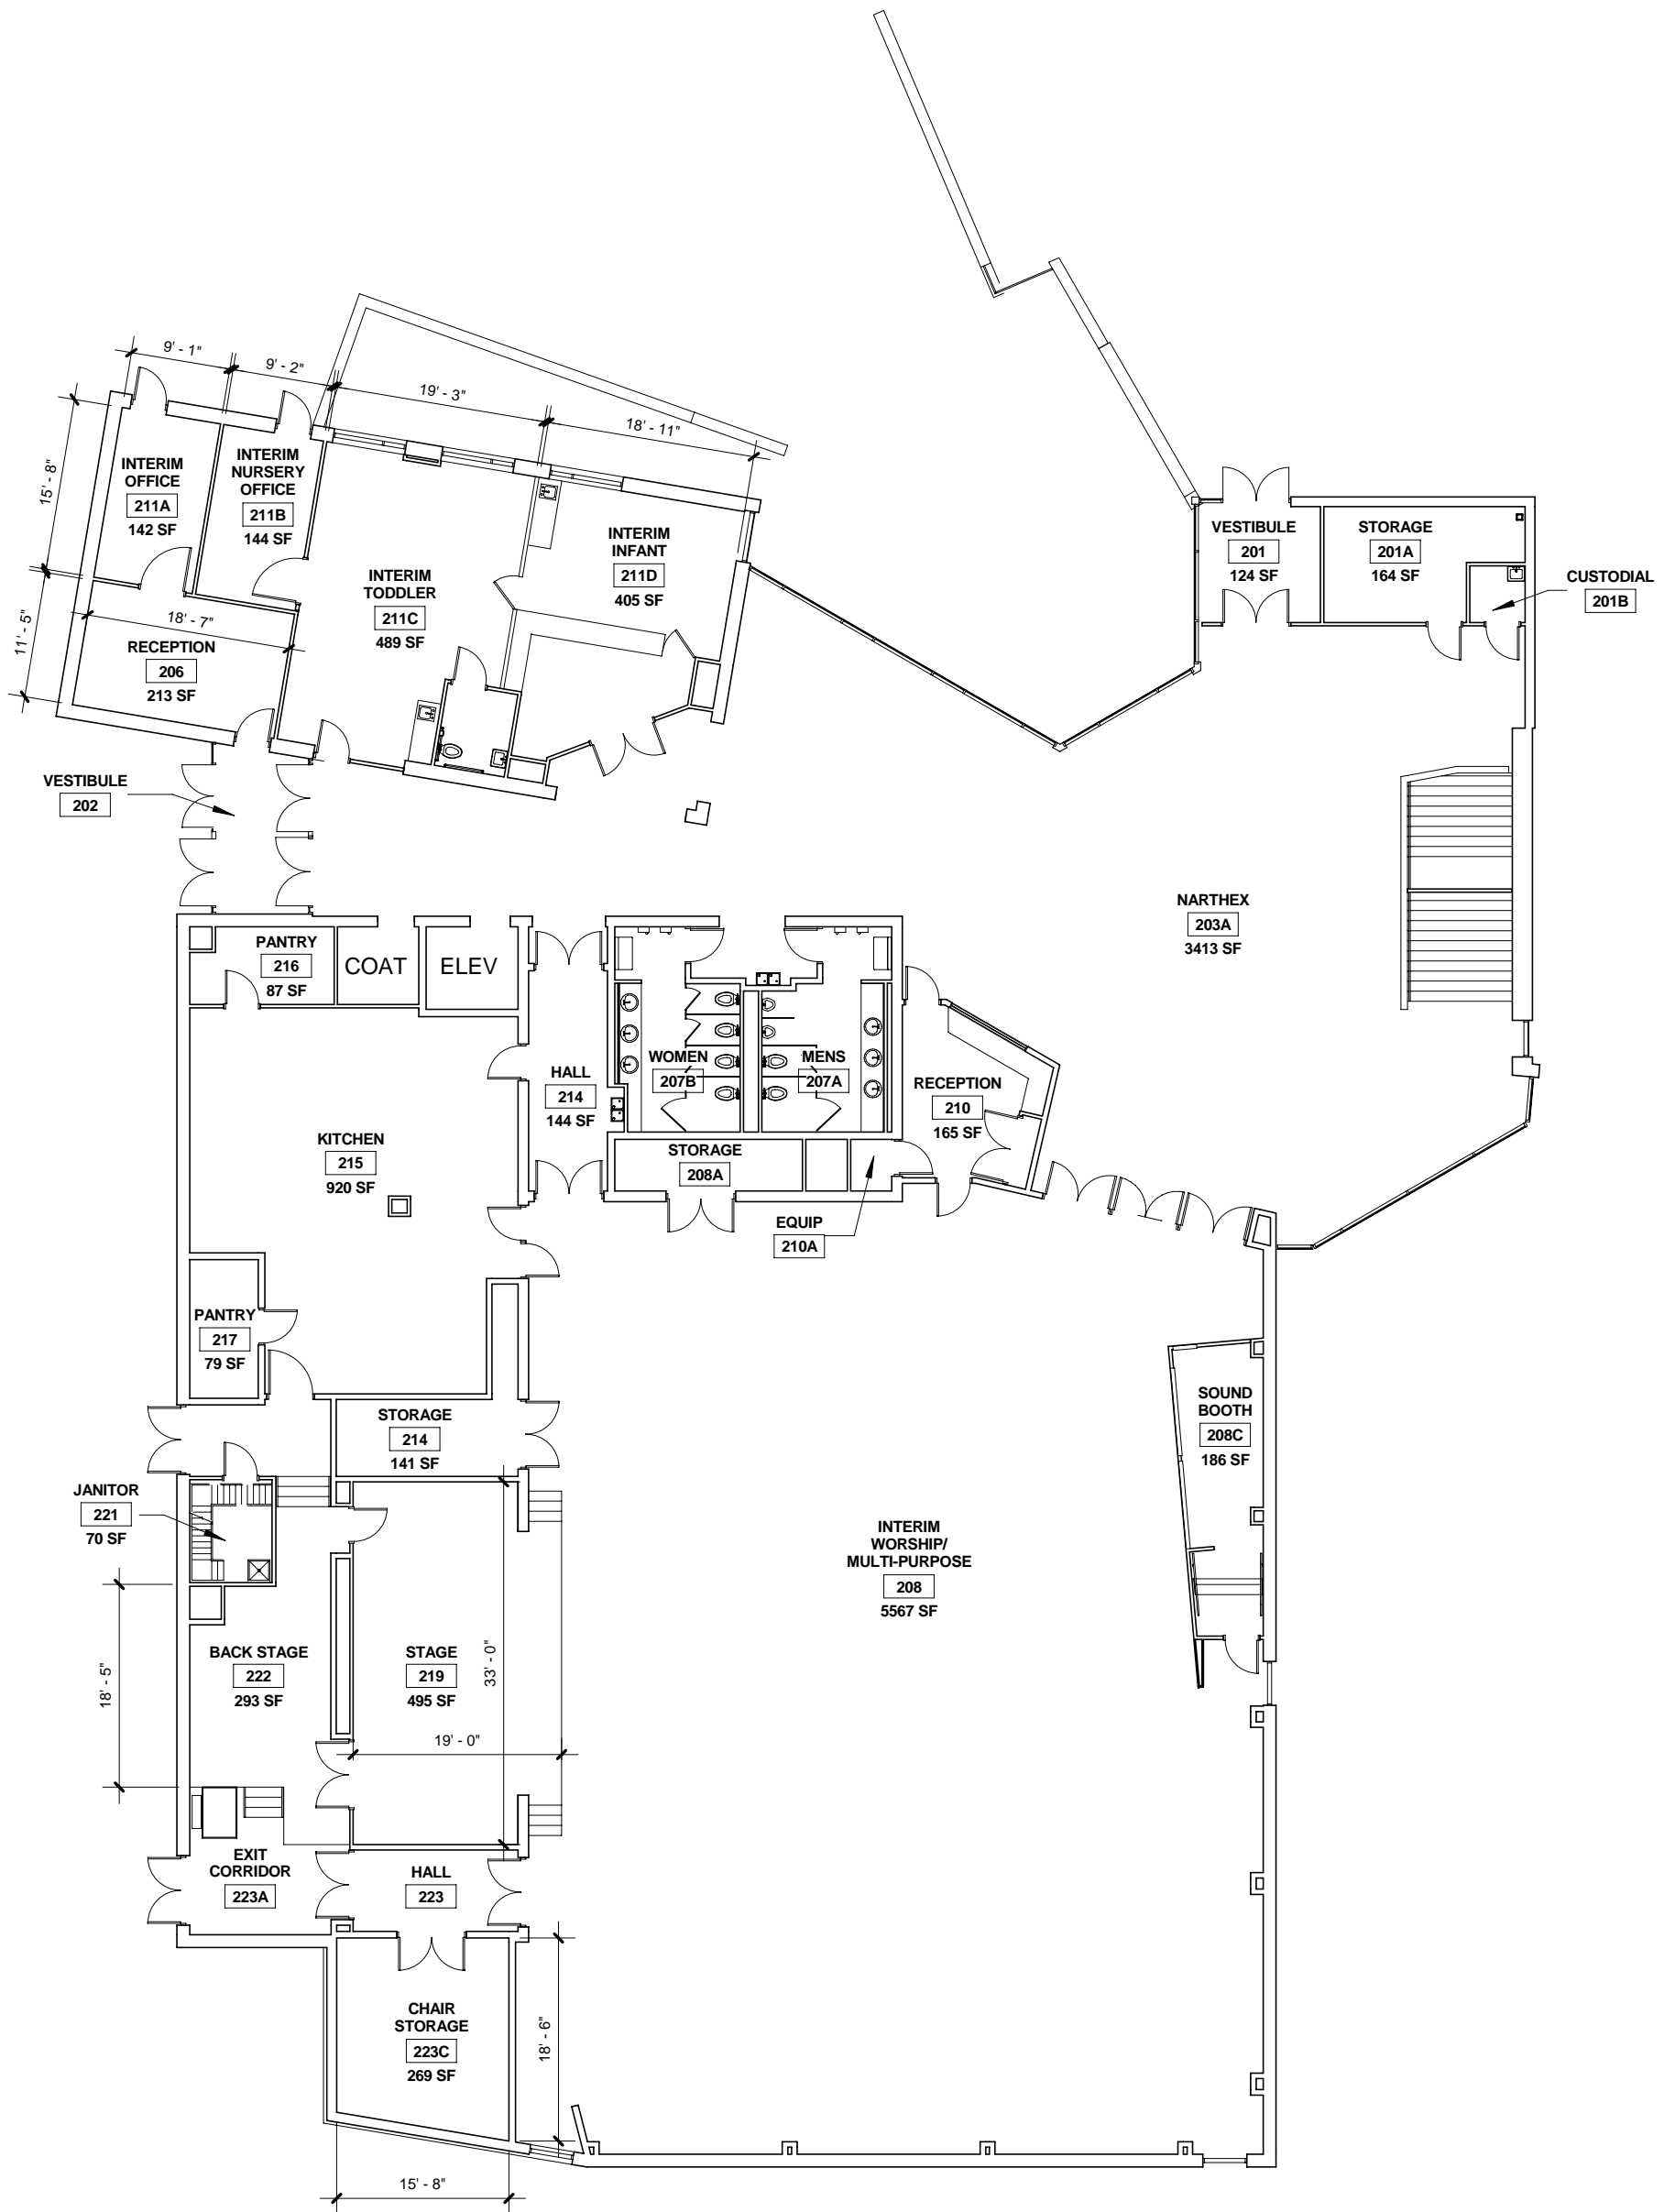 9' - 1"
9' - 2"
19' - 3"
18' - 11"
15' - 8"
11' - 5"
18' - 7"
INTERIM
OFFICE
211A
142 SF
INTERIM
NURSERY
OFFICE
211B
144 SF
INTERIM
TODDLER
211C
489 SF
INTERIM
INFANT
211D
405 SF
RECEPTION
206
213 SF
VESTIBULE
201
124 SF
STORAGE
201A
164 SF
CUSTODIAL
201B
VESTIBULE
202
NARTHEX
203A
3413 SF
PANTRY
216
87 SF
COAT
ELEV
HALL
214
144 SF
WOMEN
207B
MENS
207A
RECEPTION
210
165 SF
KITCHEN
215
920 SF
STORAGE
208A
EQUIP
210A
PANTRY
217
79 SF
STORAGE
214
141 SF
SOUND
BOOTH
208C
186 SF
JANITOR
221
70 SF
INTERIM
WORSHIP/
MULTI-PURPOSE
208
5567 SF
BACK STAGE
222
293 SF
STAGE
219
495 SF
33' - 0"
18' - 5"
19' - 0"
EXIT
CORRIDOR
223A
HALL
223
CHAIR
STORAGE
223C
269 SF
18' - 6"
15' - 8"